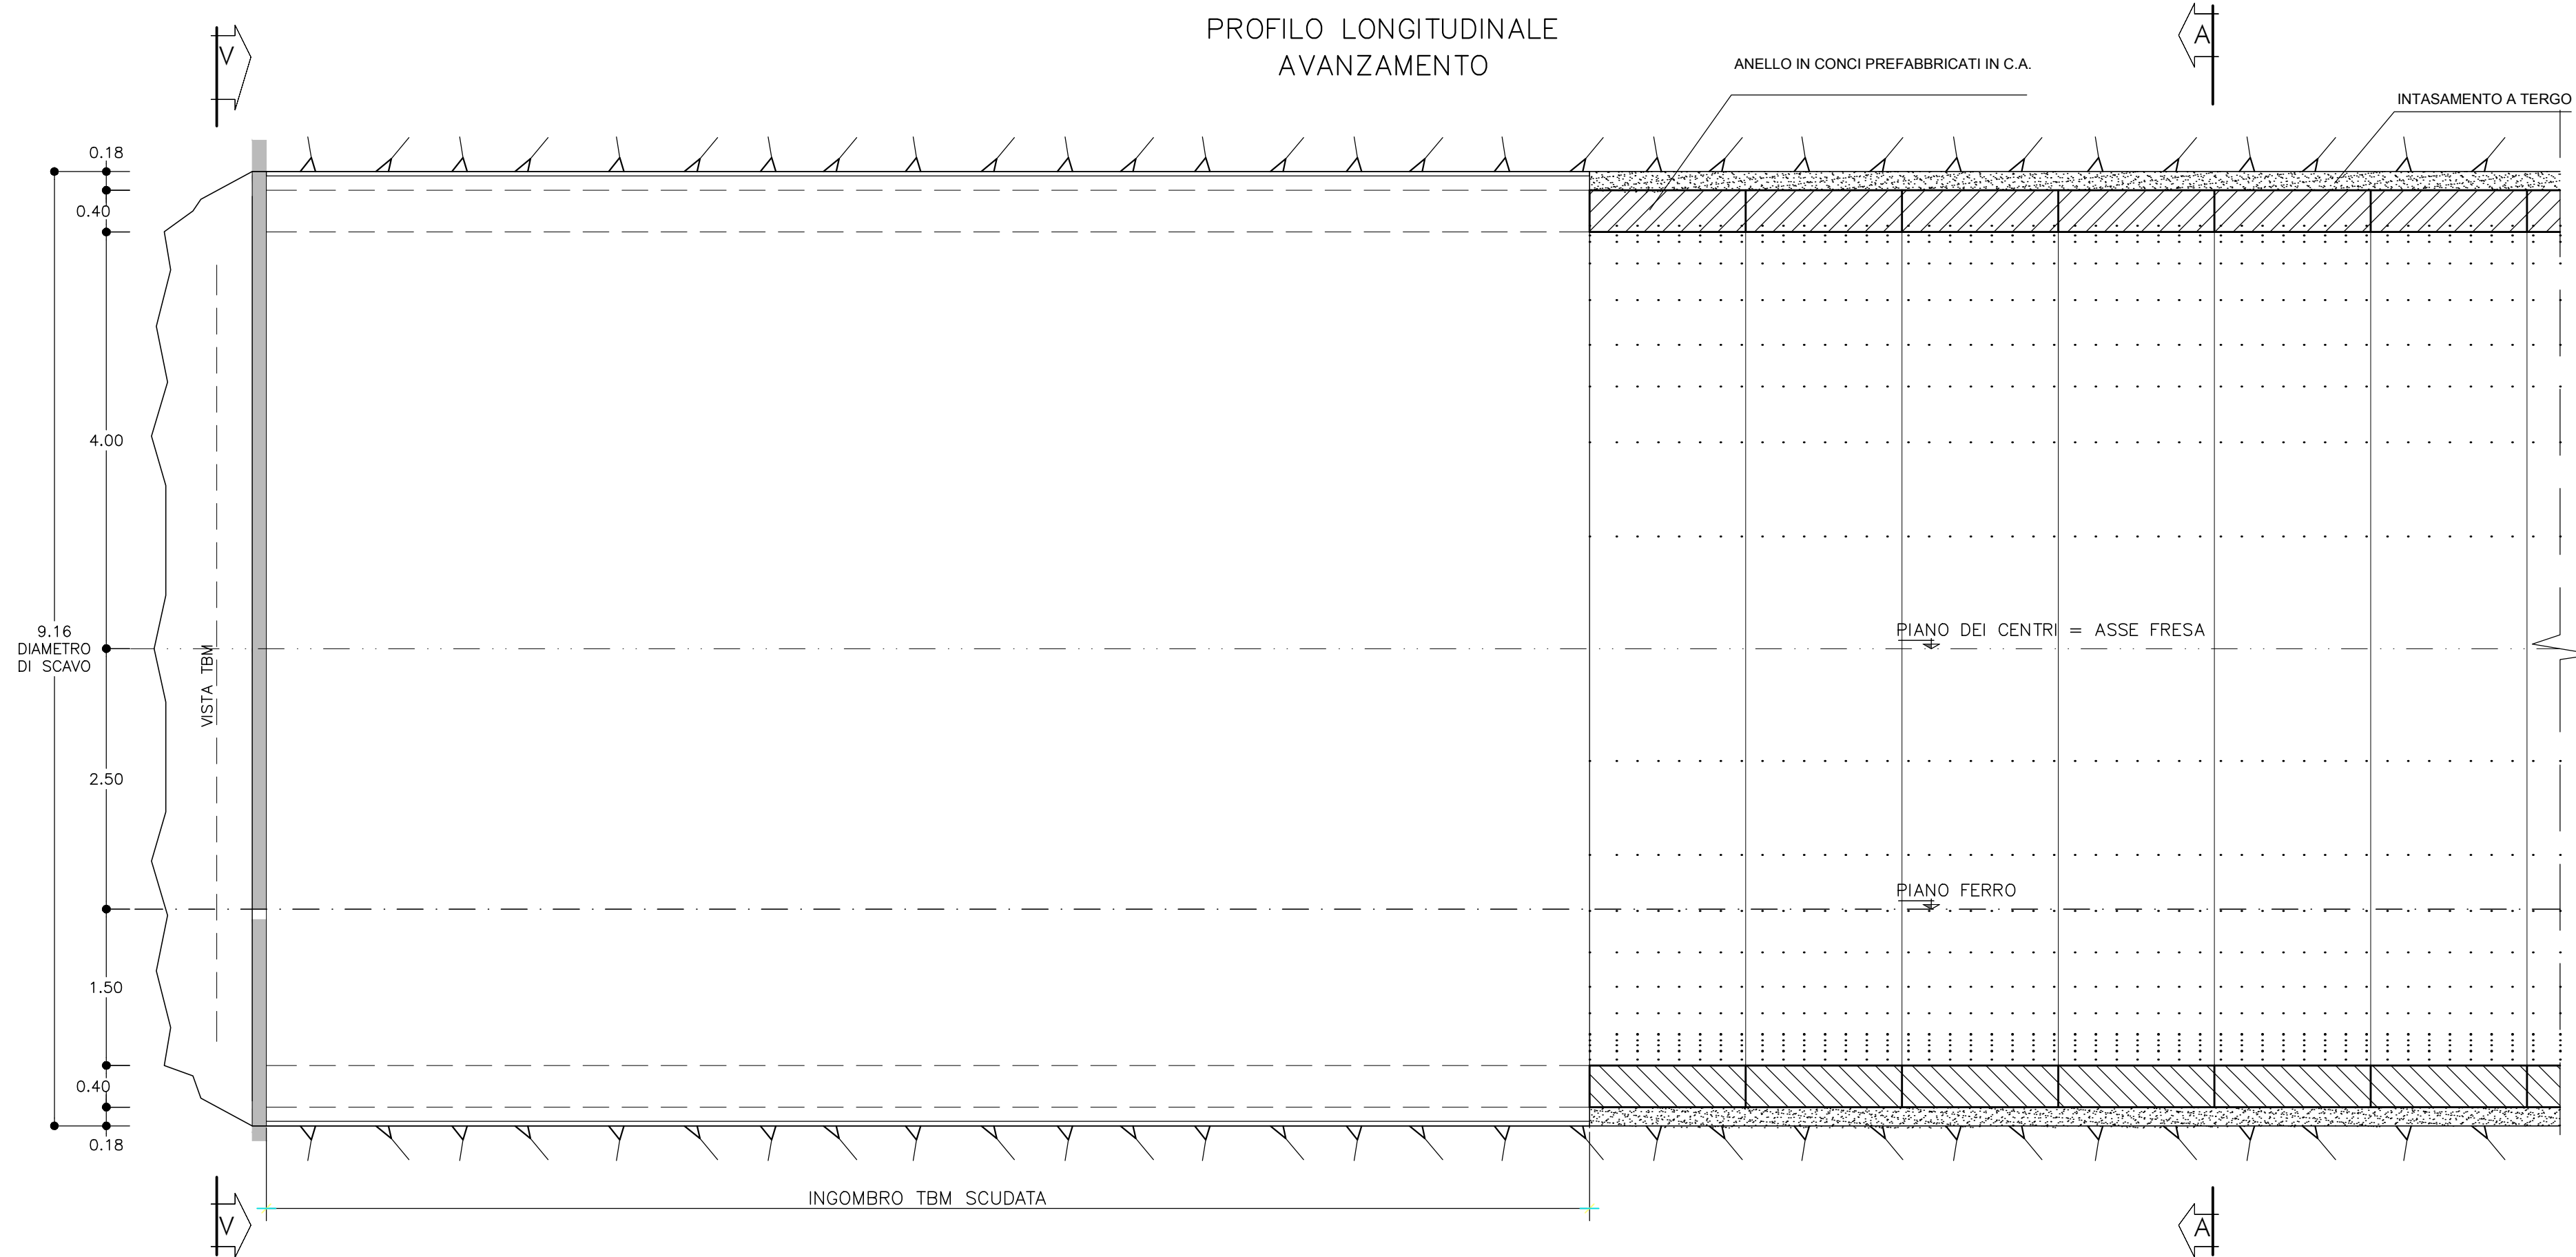 PROFILO LONGITUDINALE
AVANZAMENTO
V
A
ANELLO IN CONCI PREFABBRICATI IN C.A.
INTASAMENTO A TERGO
0.18
0.40
4.00
9.16
DIAMETRO
DI SCAVO
VISTA TBM
PIANO DEI CENTRI = ASSE FRESA
2.50
PIANO FERRO
1.50
0.40
0.18
INGOMBRO TBM SCUDATA
V
A